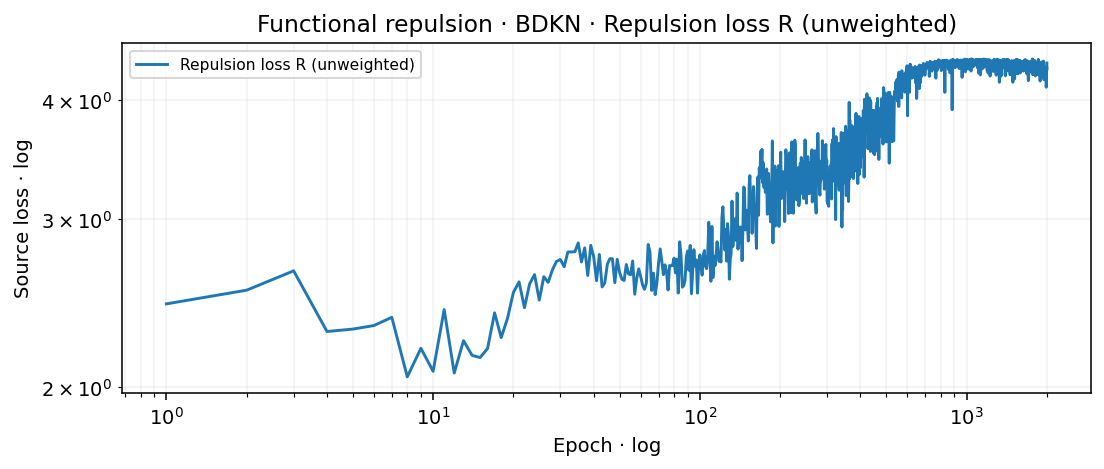 Functional repulsion · BDKN · Repulsion loss R (unweighted)
Repulsion loss R (unweighted)
Source loss · log
4 × 10⁰
3 × 10⁰
2 × 10⁰
10⁰ 10¹ 10² 10³
Epoch · log